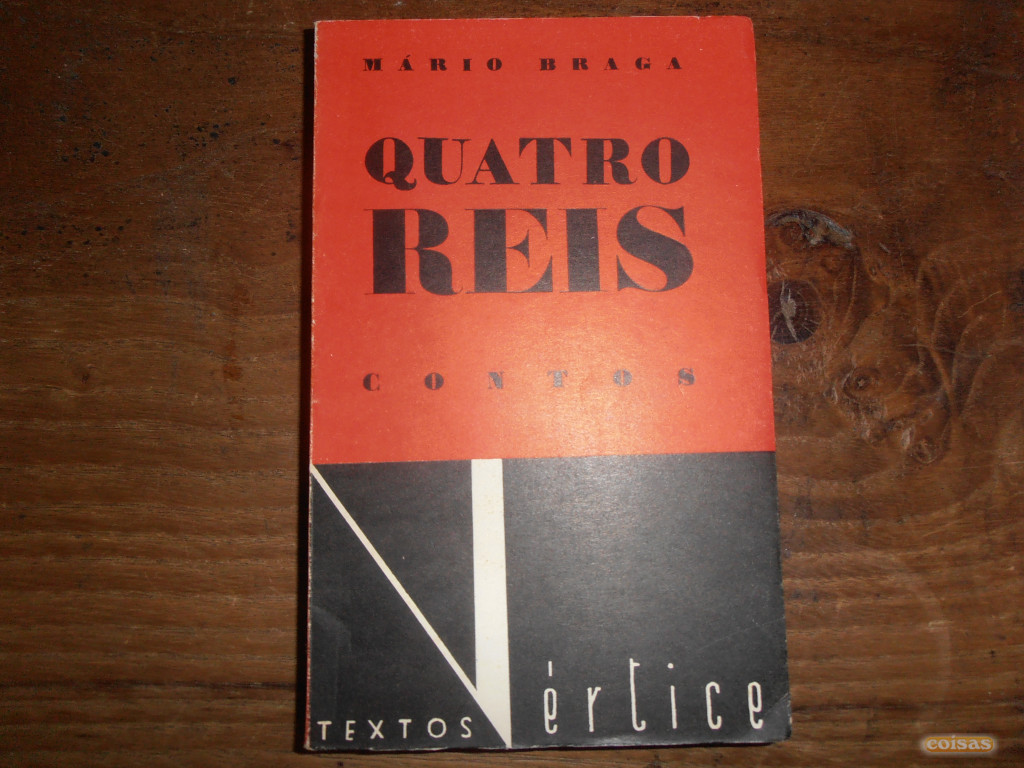 MÁRIO BRAGA
QUATRO
REIS
CONTOS
TEXTOS Vértice
coisas